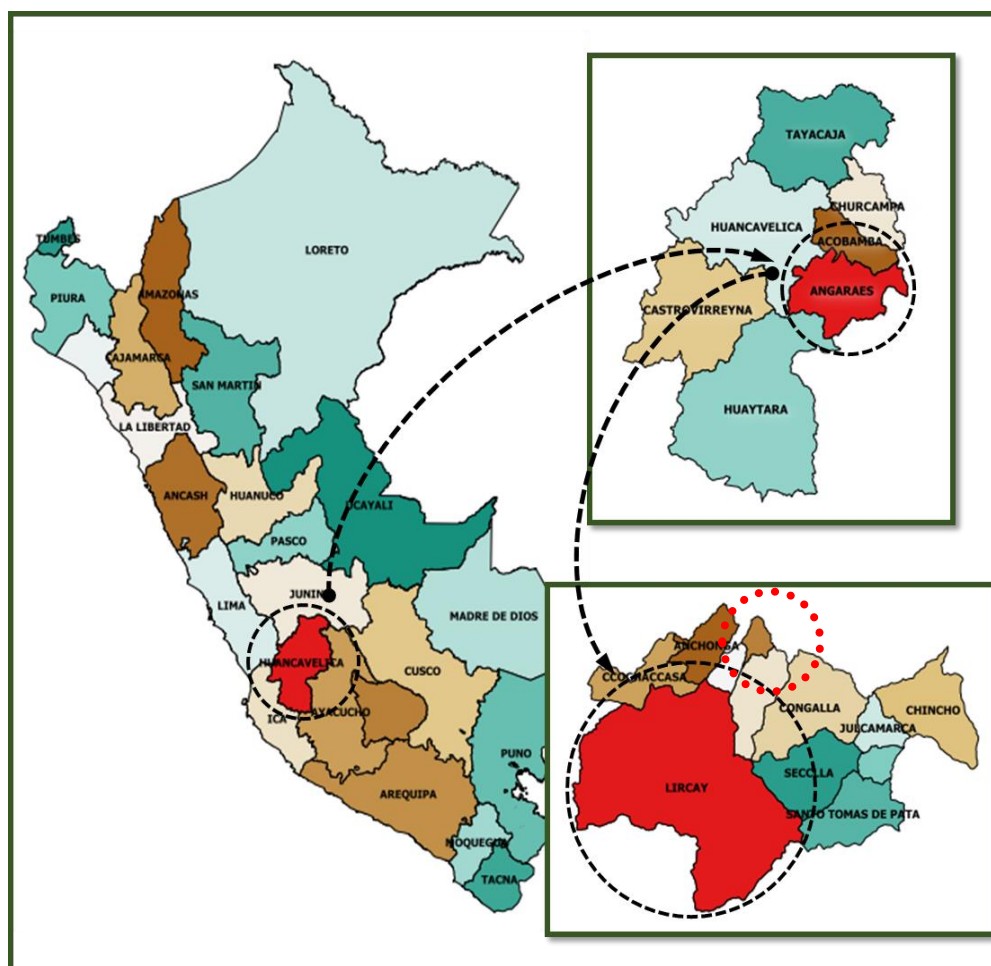 TUMBES
PIURA
AMAZONAS
LORETO
CAJAMARCA
SAN MARTIN
LA LIBERTAD
ANCASH
HUANUCO
UCAYALI
PASCO
JUNIN
LIMA
MADRE DE DIOS
HUANCAVELICA
CUSCO
ICA
AYACUCHO
PUNO
AREQUIPA
MOQUEGUA
TACNA
TAYACAJA
CHURCAMPA
HUANCAVELICA
ACOBAMBA
ANGARAES
CASTROVIRREYNA
HUAYTARA
ANCHONGA
CCOCHACCASA
CONGALLA
CHINCHO
JULCAMARCA
SECCLLA
LIRCAY
SANTO TOMAS DE PATA